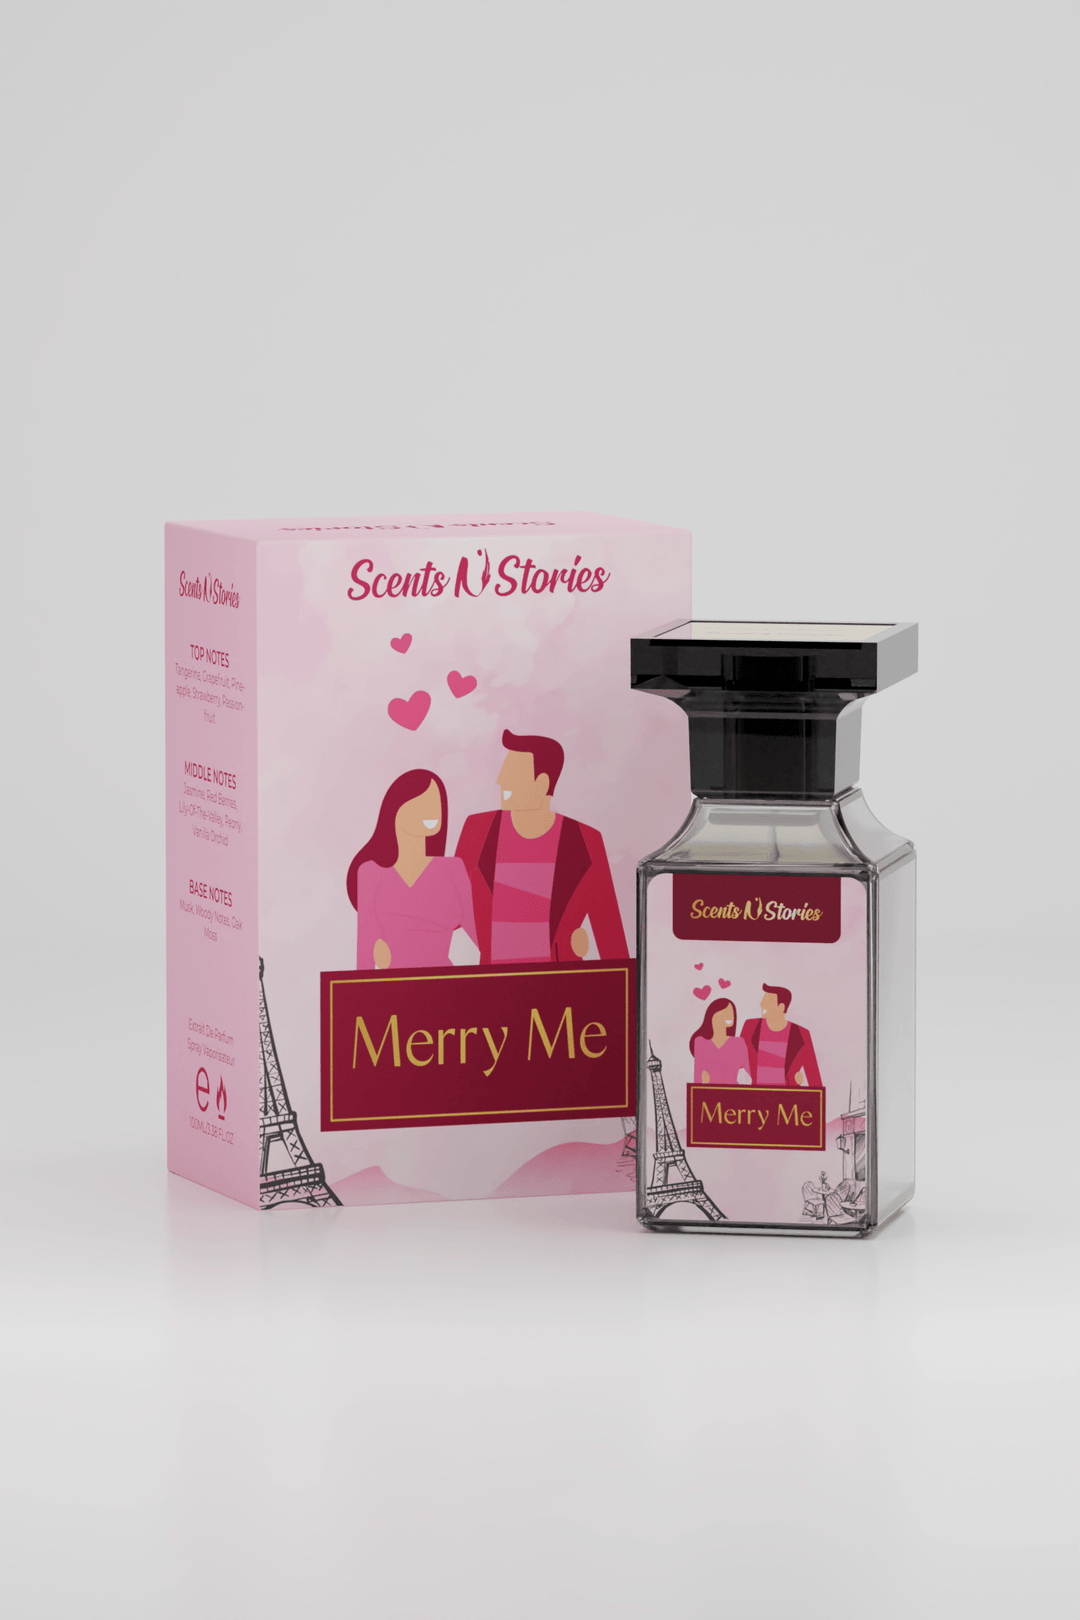 Scents N Stories
Scents N Stories
Scents N Stories
TOP NOTES
Tangerine, Grapefruit, Pine-
apple, Strawberry, Passion-
fruit
MIDDLE NOTES
Jasmine, Red Berries,
Lily-Of-The-Valley, Peony,
Vanilla Orchid
BASE NOTES
Musk, Woody Notes, Oak
Moss
Extrait De Parfum
Spray Vaporisateur
e
100ML/3.38 FL.OZ
Merry Me
Scents N Stories
Merry Me